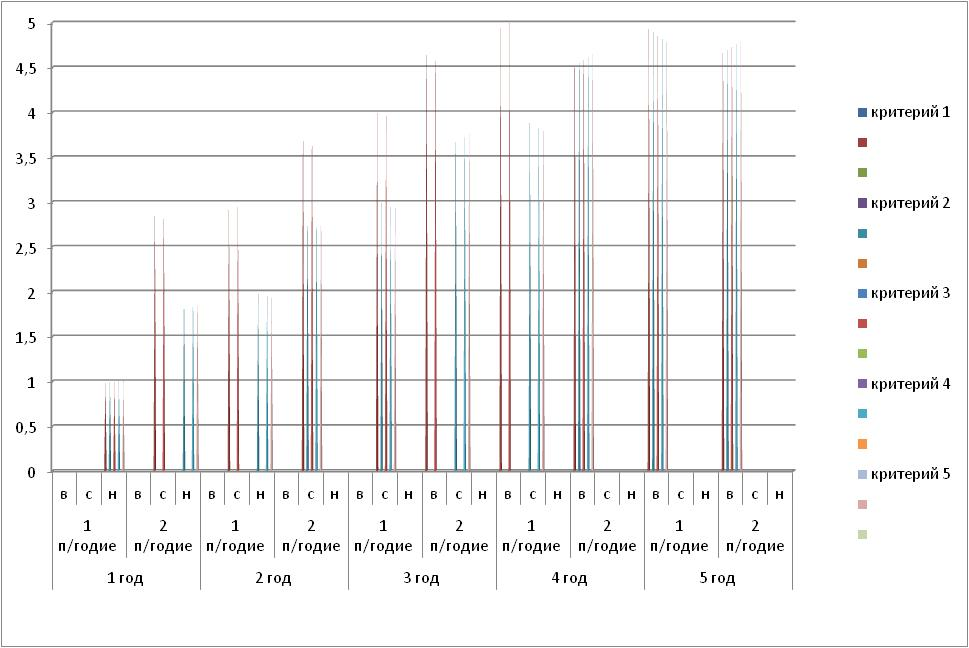 5
4,5
4
3,5
3
2,5
2
1,5
1
0,5
0
в с н в с н в с н в с н в с н в с н в с н в с н в с н в с н
1 2 1 2 1 2 1 2 1 2
п/годие п/годие п/годие п/годие п/годие п/годие п/годие п/годие п/годие п/годие
1 год 2 год 3 год 4 год 5 год
критерий 1
критерий 2
критерий 3
критерий 4
критерий 5